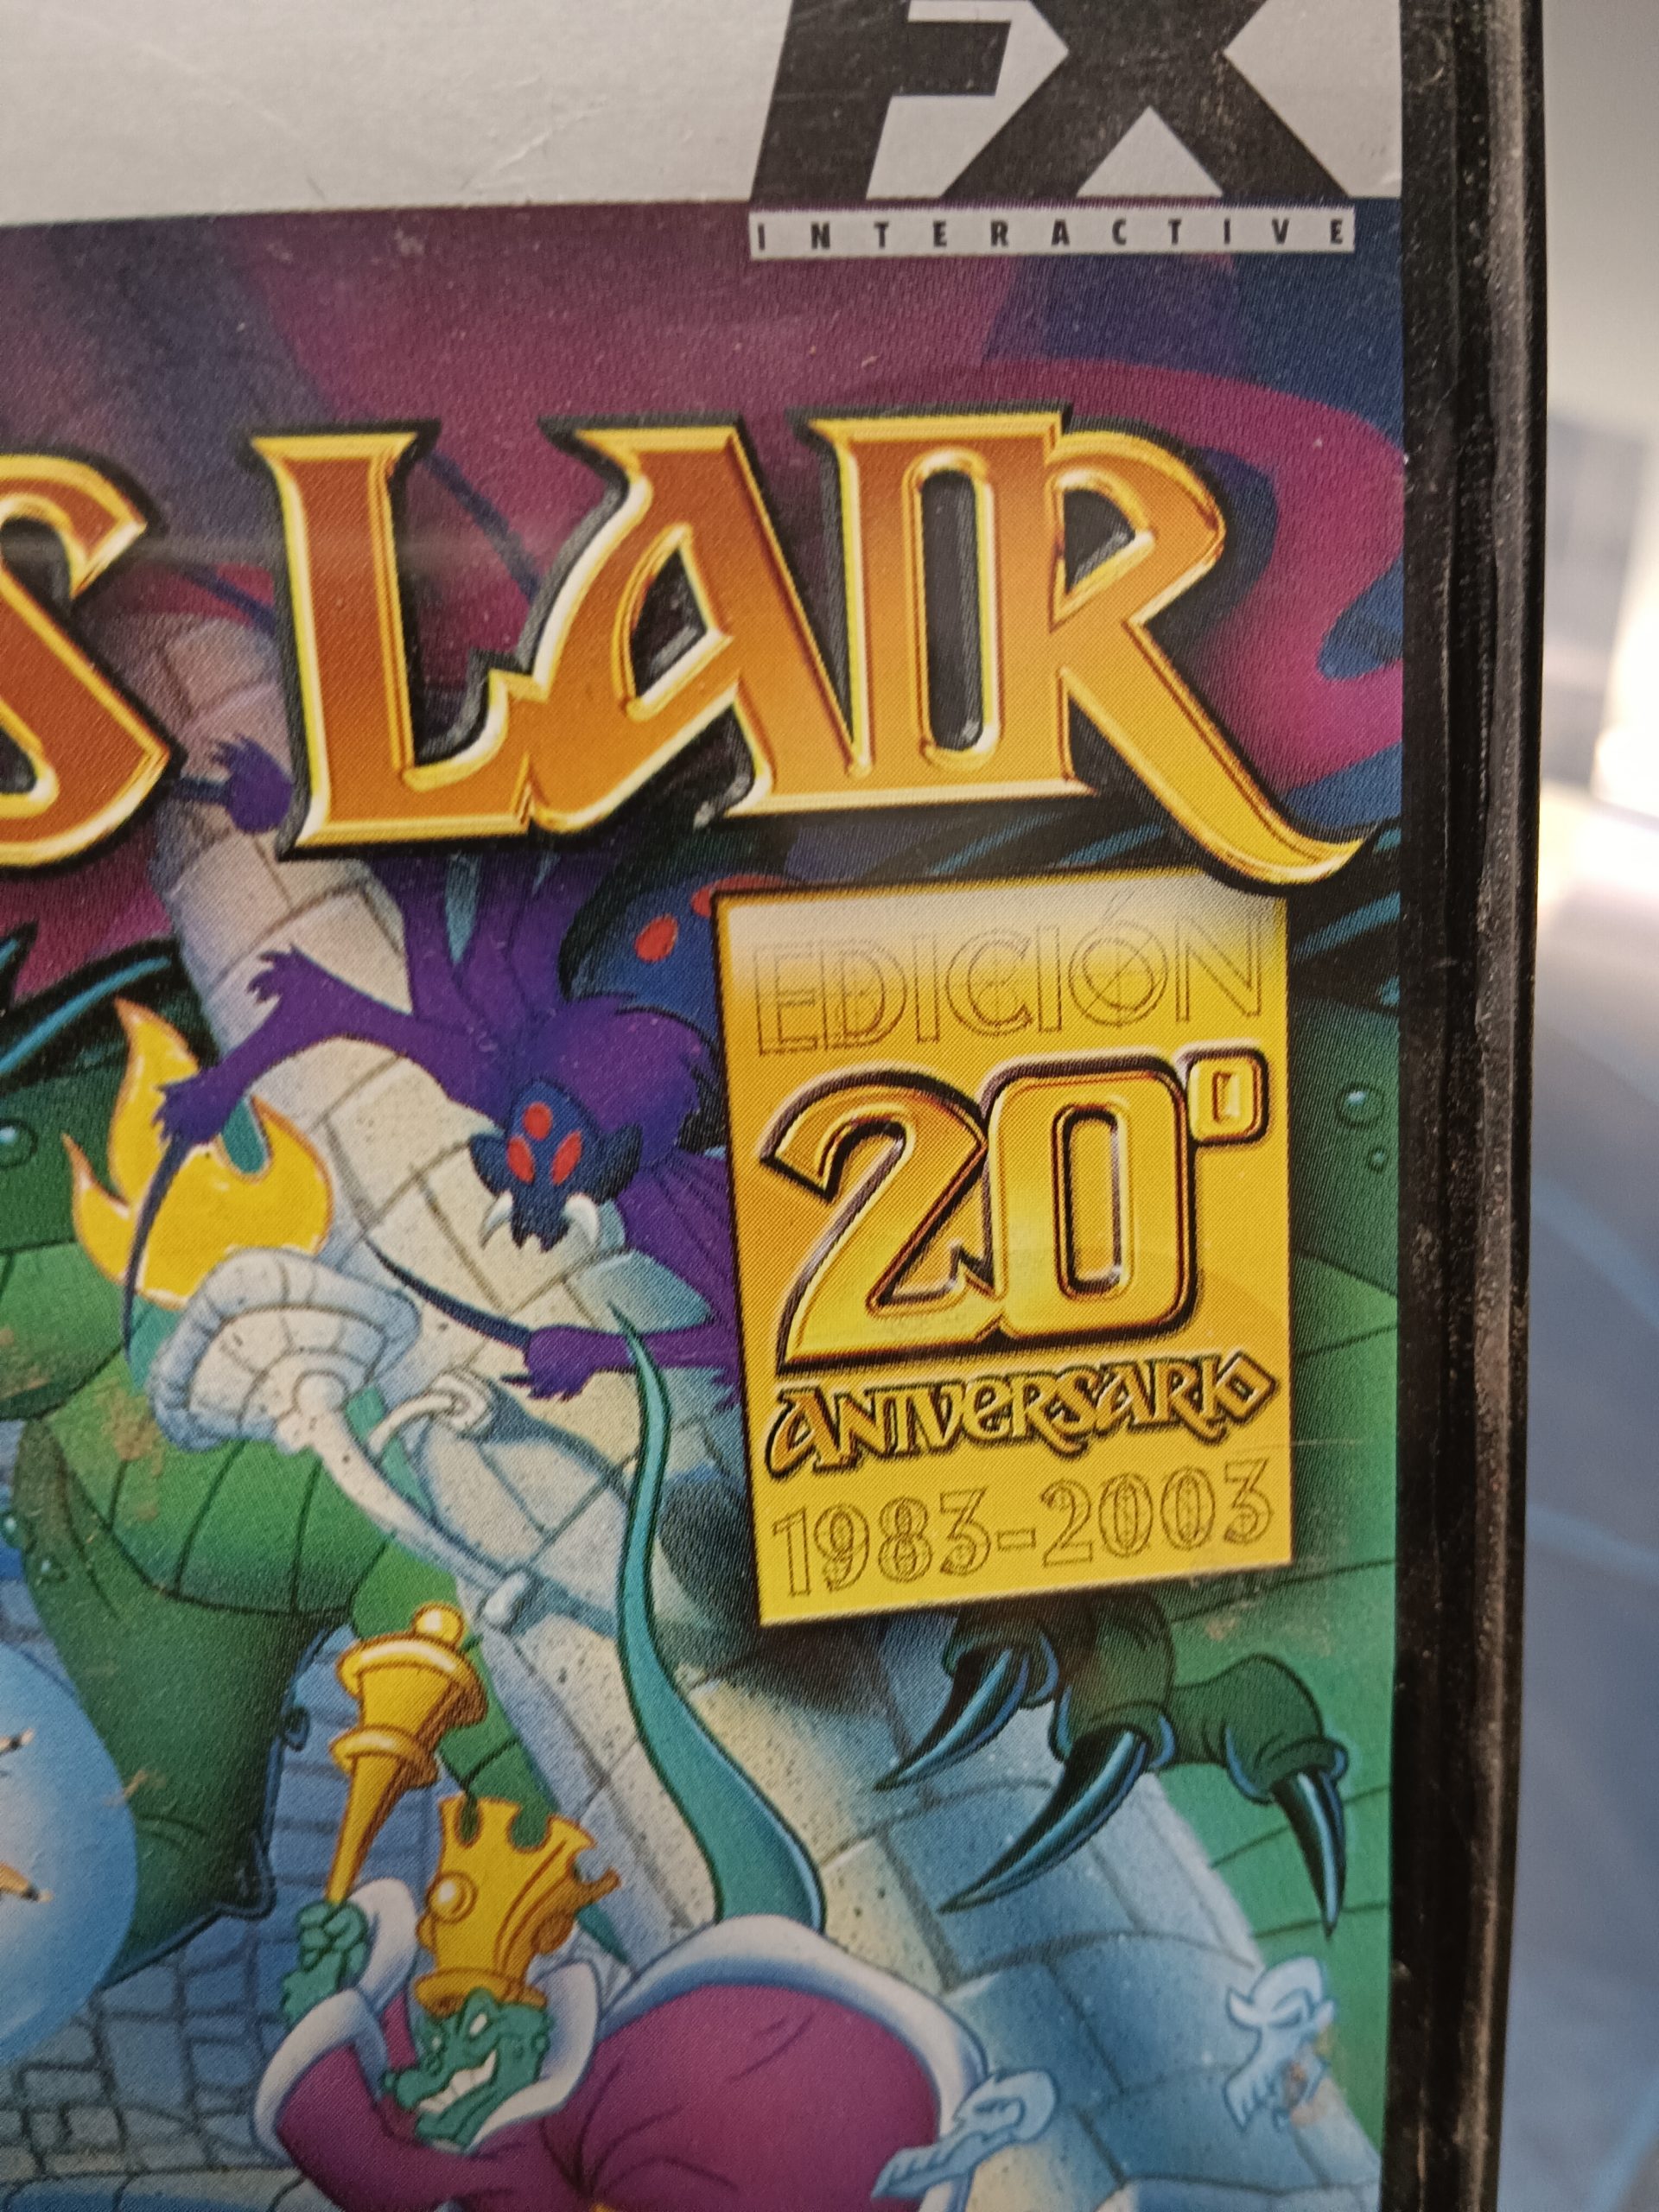 FX
INTERACTIVE
S LAIR
EDICIÓN
20º
ANIVERSARIO
1983-2003